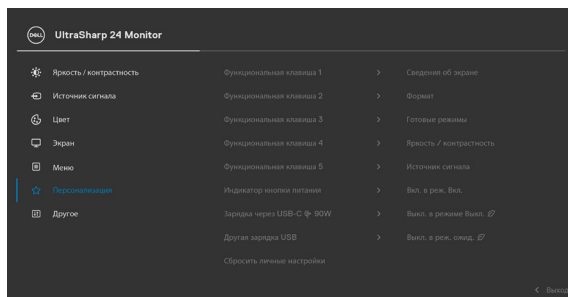 DELL UltraSharp 24 Monitor
Яркость / контрастность Функциональная клавиша 1 > Сведения об экране
Источник сигнала Функциональная клавиша 2 > Формат
Цвет Функциональная клавиша 3 > Готовые режимы
Экран Функциональная клавиша 4 > Яркость / контрастность
Меню Функциональная клавиша 5 > Источник сигнала
Персонализация Индикатор кнопки питания > Вкл. в реж. Вкл.
Другое Зарядка через USB-C 90W > Выкл. в режиме Выкл.
Другая зарядка USB > Выкл. в реж. ожид.
Сбросить личные настройки
< Выход